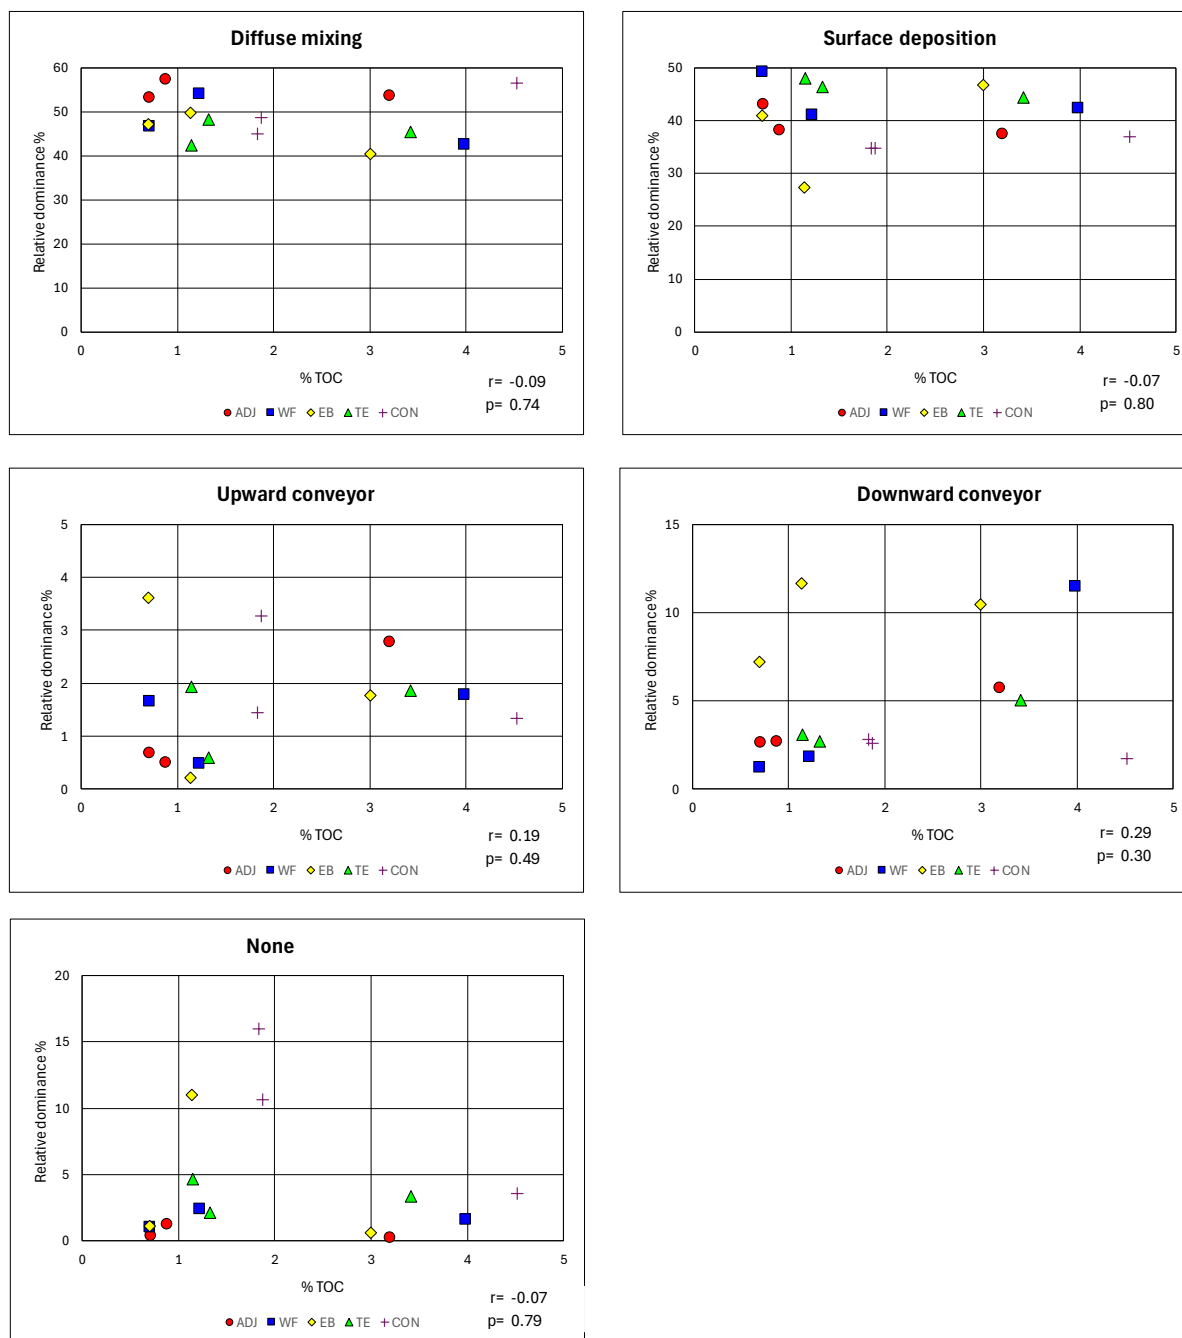 Diffuse mixing
60
50
40
30
20
10
0
0 1 2 3 4 5
Relative dominance %
% TOC
r= -0.09
p= 0.74
ADJ WF EB TE CON
Surface deposition
50
40
30
20
10
0
0 1 2 3 4 5
Relative dominance %
% TOC
r= -0.07
p= 0.80
ADJ WF EB TE CON
Upward conveyor
5
4
3
2
1
0
0 1 2 3 4 5
Relative dominance%
% TOC
r= 0.19
p= 0.49
ADJ WF EB TE CON
Downward conveyor
15
10
5
0
0 1 2 3 4 5
Relative dominance %
% TOC
r= 0.29
p= 0.30
ADJ WF EB TE CON
None
20
15
10
5
0
0 1 2 3 4 5
Relative dominance %
% TOC
r= -0.07
p= 0.79
ADJ WF EB TE CON